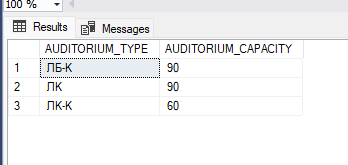 100 %
Results Messages
AUDITORIUM_TYPE AUDITORIUM_CAPACITY
1 ЛБ-К 90
2 ЛК 90
3 ЛК-К 60